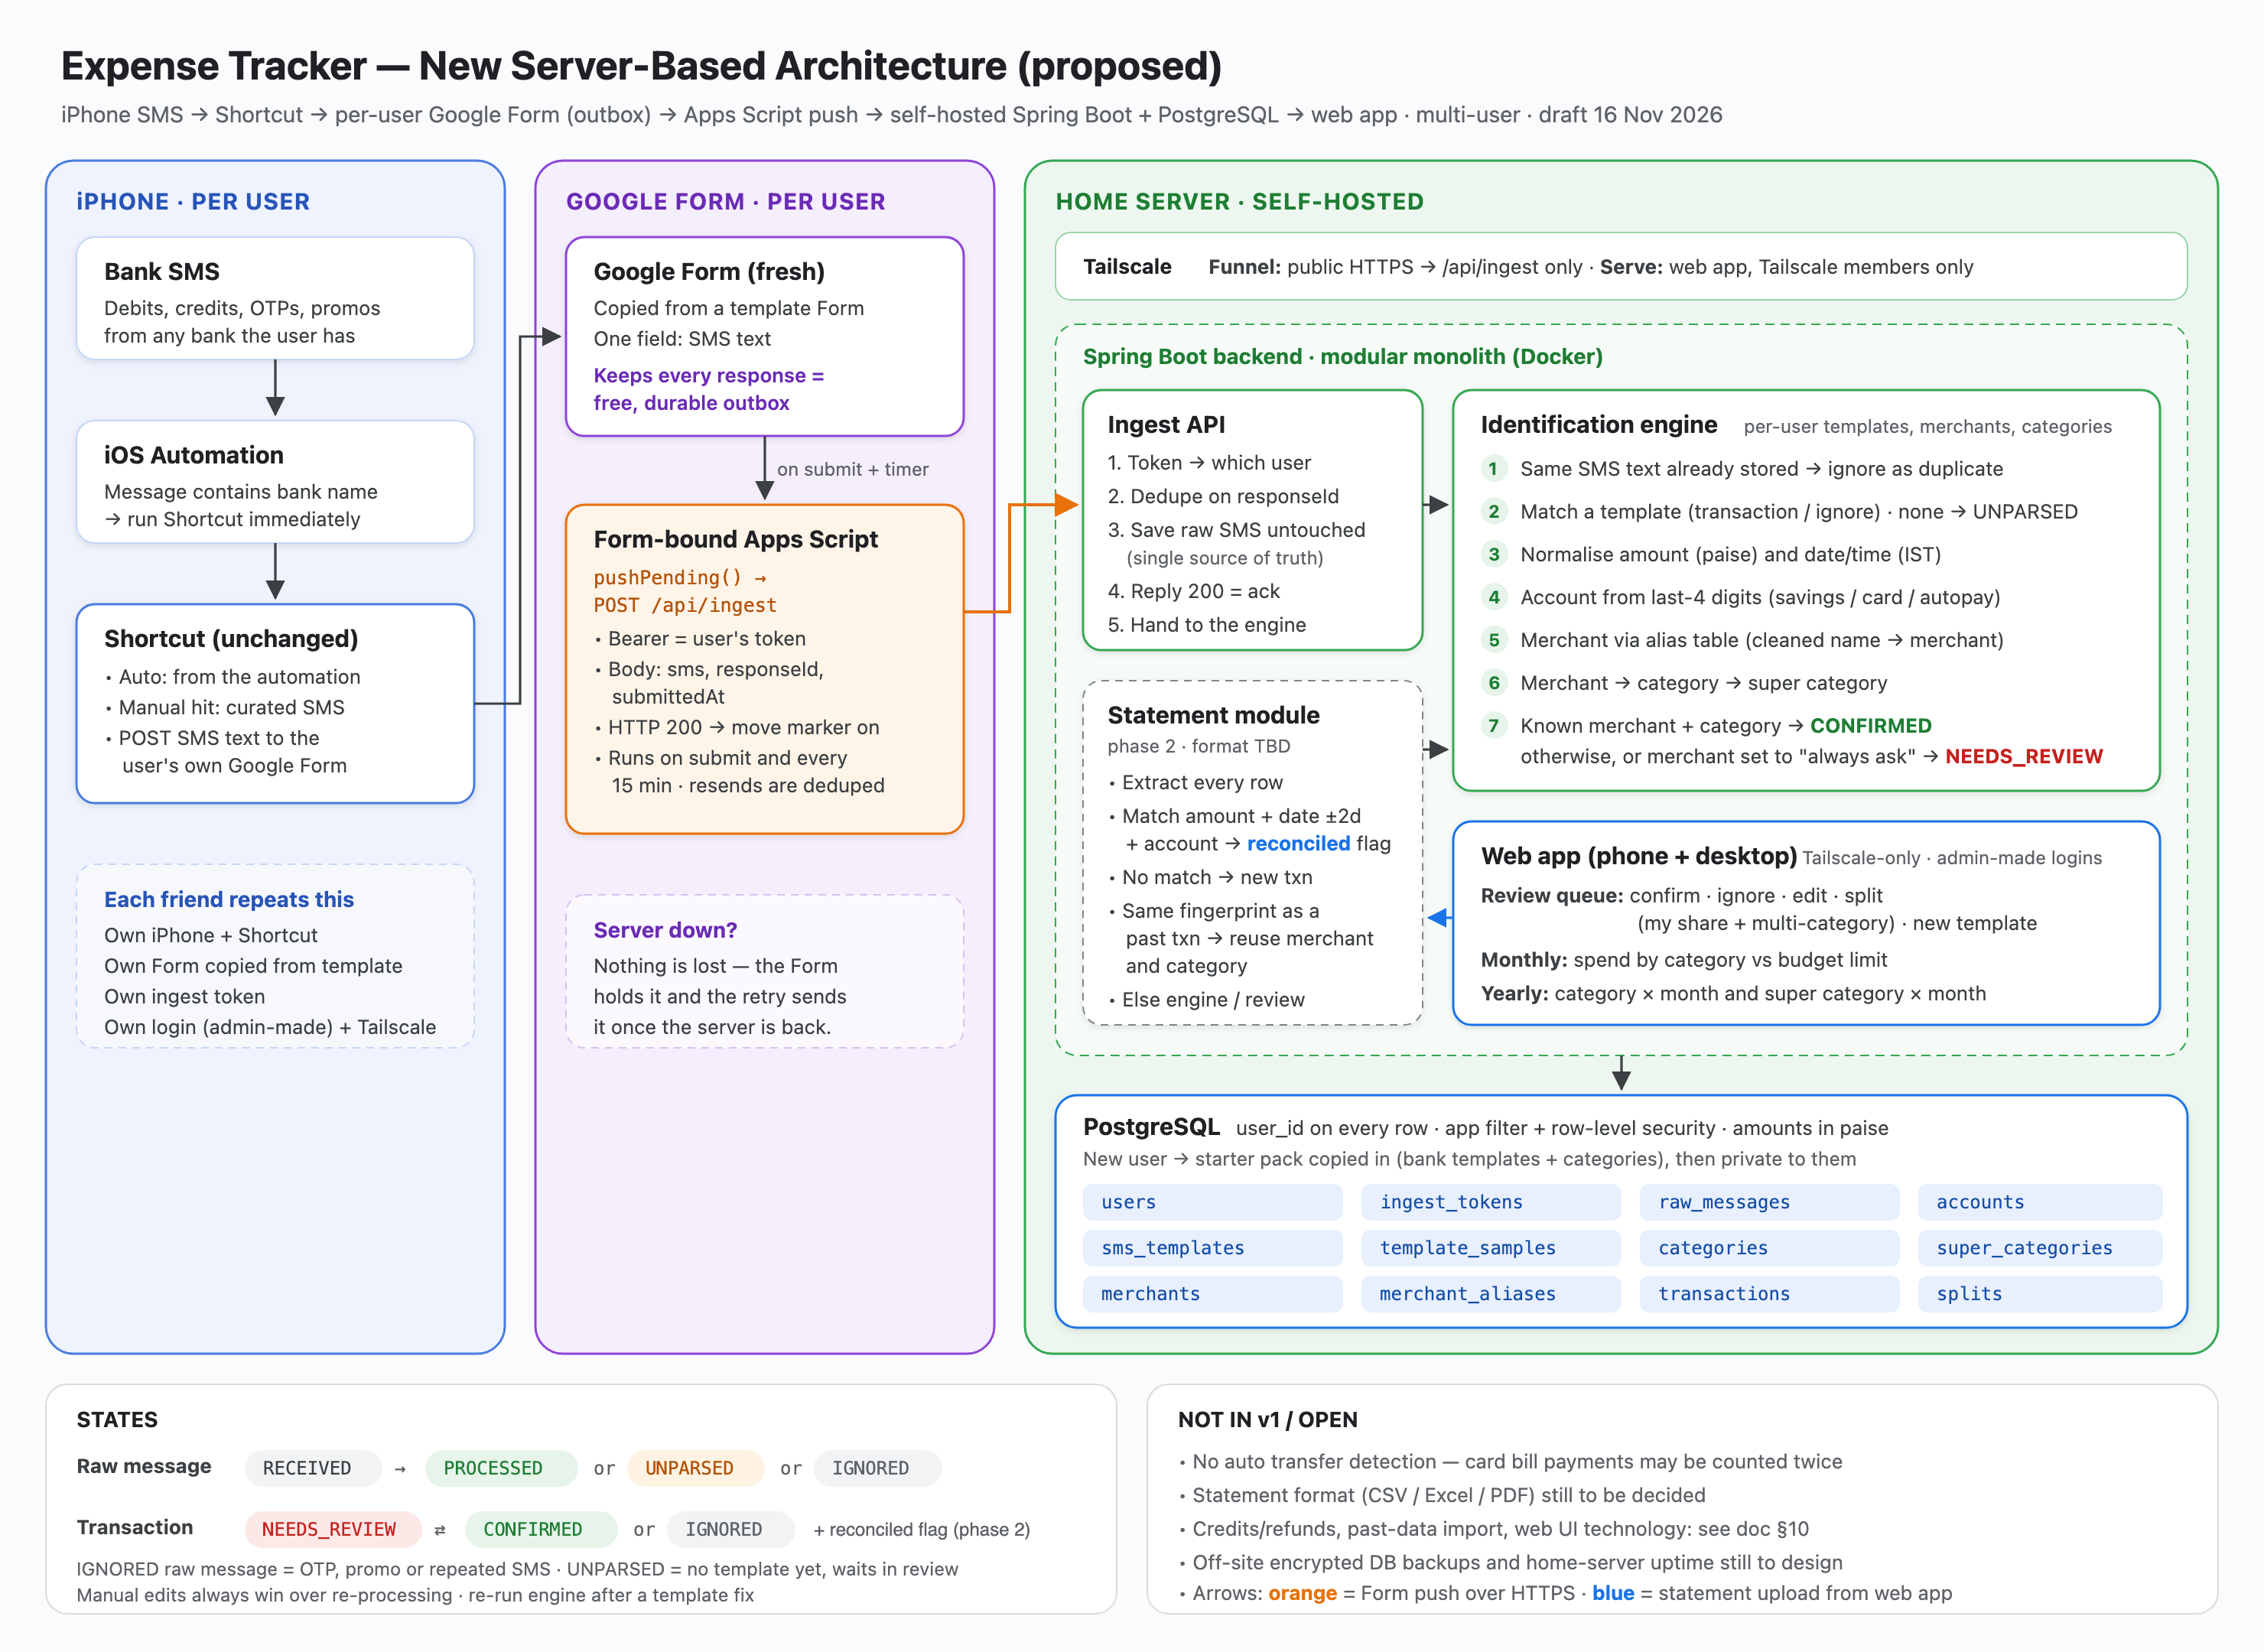 Expense Tracker — New Server-Based Architecture (proposed)
iPhone SMS → Shortcut → per-user Google Form (outbox) → Apps Script push → self-hosted Spring Boot + PostgreSQL → web app · multi-user · draft 16 Nov 2026
iPHONE · PER USER
Bank SMS
Debits, credits, OTPs, promos
from any bank the user has
iOS Automation
Message contains bank name
→ run Shortcut immediately
Shortcut (unchanged)
• Auto: from the automation
• Manual hit: curated SMS
• POST SMS text to the
user's own Google Form
Each friend repeats this
Own iPhone + Shortcut
Own Form copied from template
Own ingest token
Own login (admin-made) + Tailscale
GOOGLE FORM · PER USER
Google Form (fresh)
Copied from a template Form
One field: SMS text
Keeps every response =
free, durable outbox
on submit + timer
Form-bound Apps Script
pushPending() →
POST /api/ingest
• Bearer = user's token
• Body: sms, responseId,
submittedAt
• HTTP 200 → move marker on
• Runs on submit and every
15 min · resends are deduped
Server down?
Nothing is lost — the Form
holds it and the retry sends
it once the server is back.
HOME SERVER · SELF-HOSTED
Tailscale Funnel: public HTTPS → /api/ingest only · Serve: web app, Tailscale members only
Spring Boot backend · modular monolith (Docker)
Ingest API
1. Token → which user
2. Dedupe on responseId
3. Save raw SMS untouched
(single source of truth)
4. Reply 200 = ack
5. Hand to the engine
Identification engine per-user templates, merchants, categories
1 Same SMS text already stored → ignore as duplicate
2 Match a template (transaction / ignore) · none → UNPARSED
3 Normalise amount (paise) and date/time (IST)
4 Account from last-4 digits (savings / card / autopay)
5 Merchant via alias table (cleaned name → merchant)
6 Merchant → category → super category
7 Known merchant + category → CONFIRMED
otherwise, or merchant set to "always ask" → NEEDS_REVIEW
Statement module
phase 2 · format TBD
• Extract every row
• Match amount + date ±2d
+ account → reconciled flag
• No match → new txn
• Same fingerprint as a
past txn → reuse merchant
and category
• Else engine / review
Web app (phone + desktop) Tailscale-only · admin-made logins
Review queue: confirm · ignore · edit · split
(my share + multi-category) · new template
Monthly: spend by category vs budget limit
Yearly: category × month and super category × month
PostgreSQL user_id on every row · app filter + row-level security · amounts in paise
New user → starter pack copied in (bank templates + categories), then private to them
users ingest_tokens raw_messages accounts
sms_templates template_samples categories super_categories
merchants merchant_aliases transactions splits
STATES
Raw message RECEIVED → PROCESSED or UNPARSED or IGNORED
Transaction NEEDS_REVIEW ⇄ CONFIRMED or IGNORED + reconciled flag (phase 2)
IGNORED raw message = OTP, promo or repeated SMS · UNPARSED = no template yet, waits in review
Manual edits always win over re-processing · re-run engine after a template fix
NOT IN v1 / OPEN
• No auto transfer detection — card bill payments may be counted twice
• Statement format (CSV / Excel / PDF) still to be decided
• Credits/refunds, past-data import, web UI technology: see doc §10
• Off-site encrypted DB backups and home-server uptime still to design
• Arrows: orange = Form push over HTTPS · blue = statement upload from web app